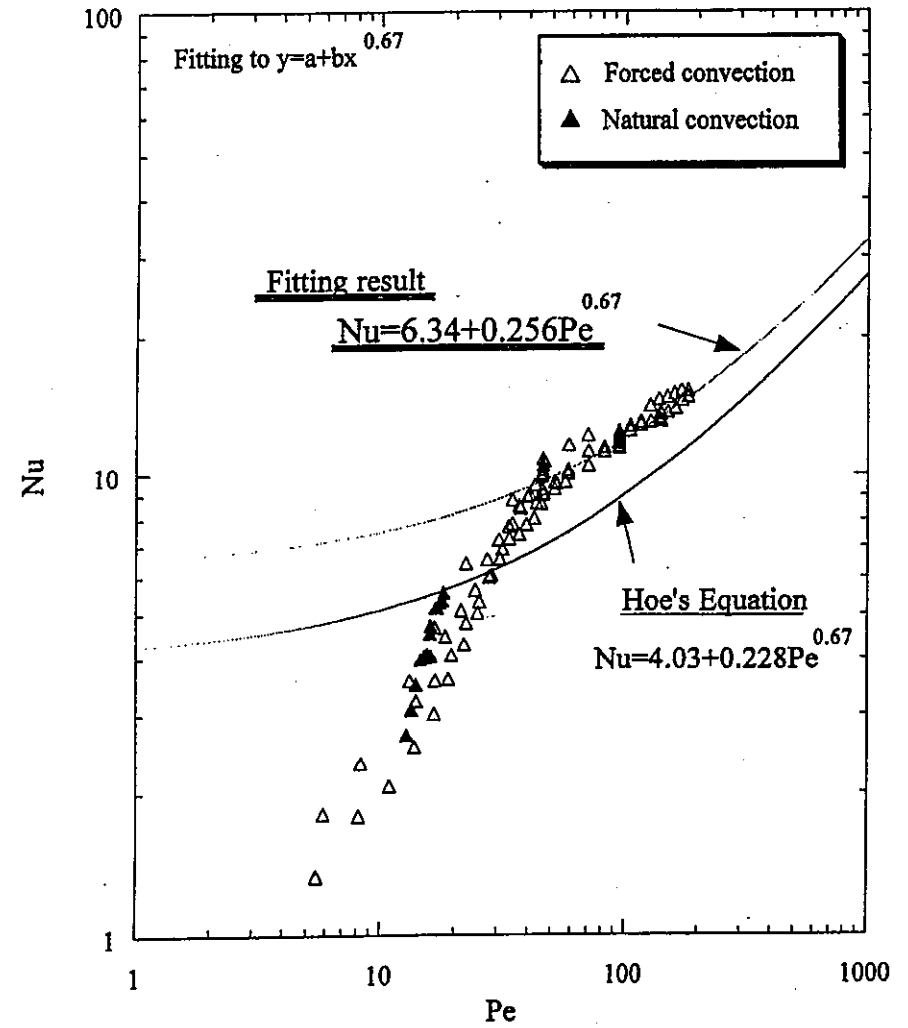 100
Fitting to y=a+bx^0.67
Forced convection
Natural convection
Fitting result
Nu=6.34+0.256Pe^0.67
Nu
10
Hoe's Equation
Nu=4.03+0.228Pe^0.67
1
1 10 100 1000
Pe